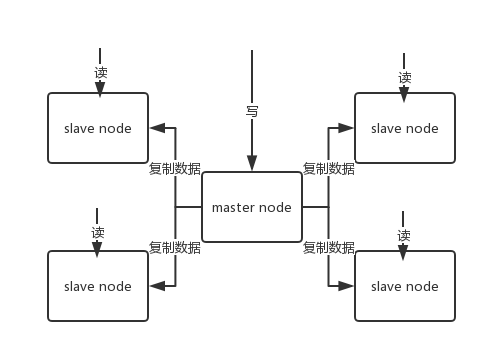 读
写
读
slave node
slave node
复制数据
复制数据
master node
读
读
复制数据
复制数据
slave node
slave node